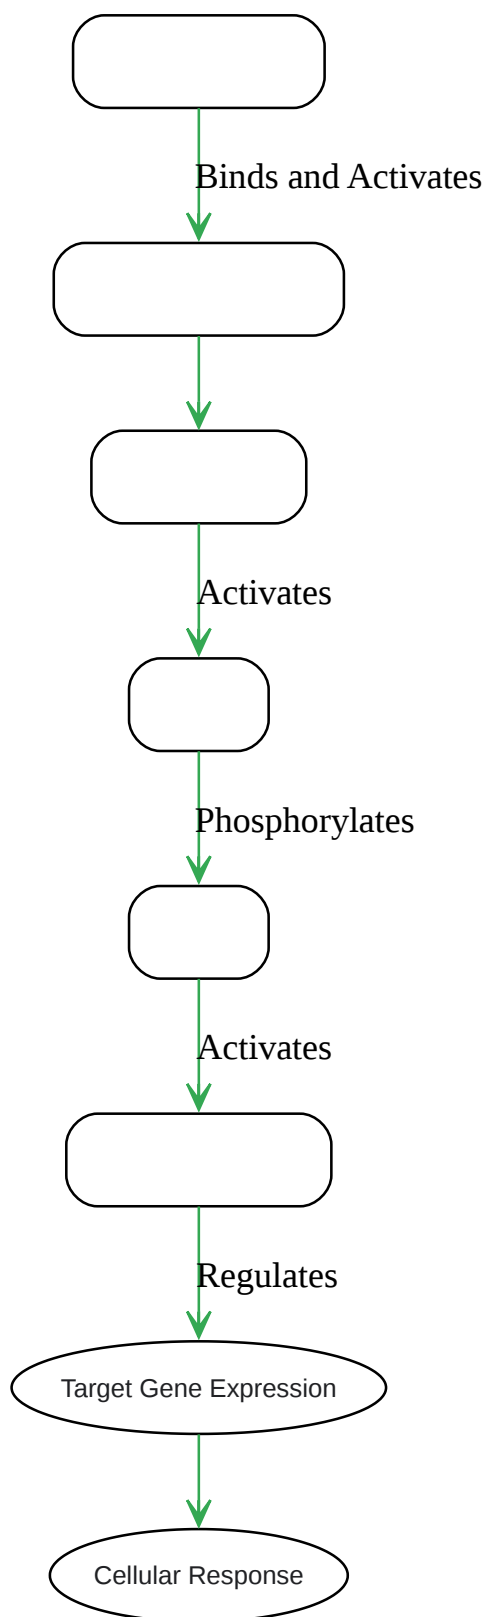 Binds and Activates
Activates
Phosphorylates
Activates
Regulates
Target Gene Expression
Cellular Response